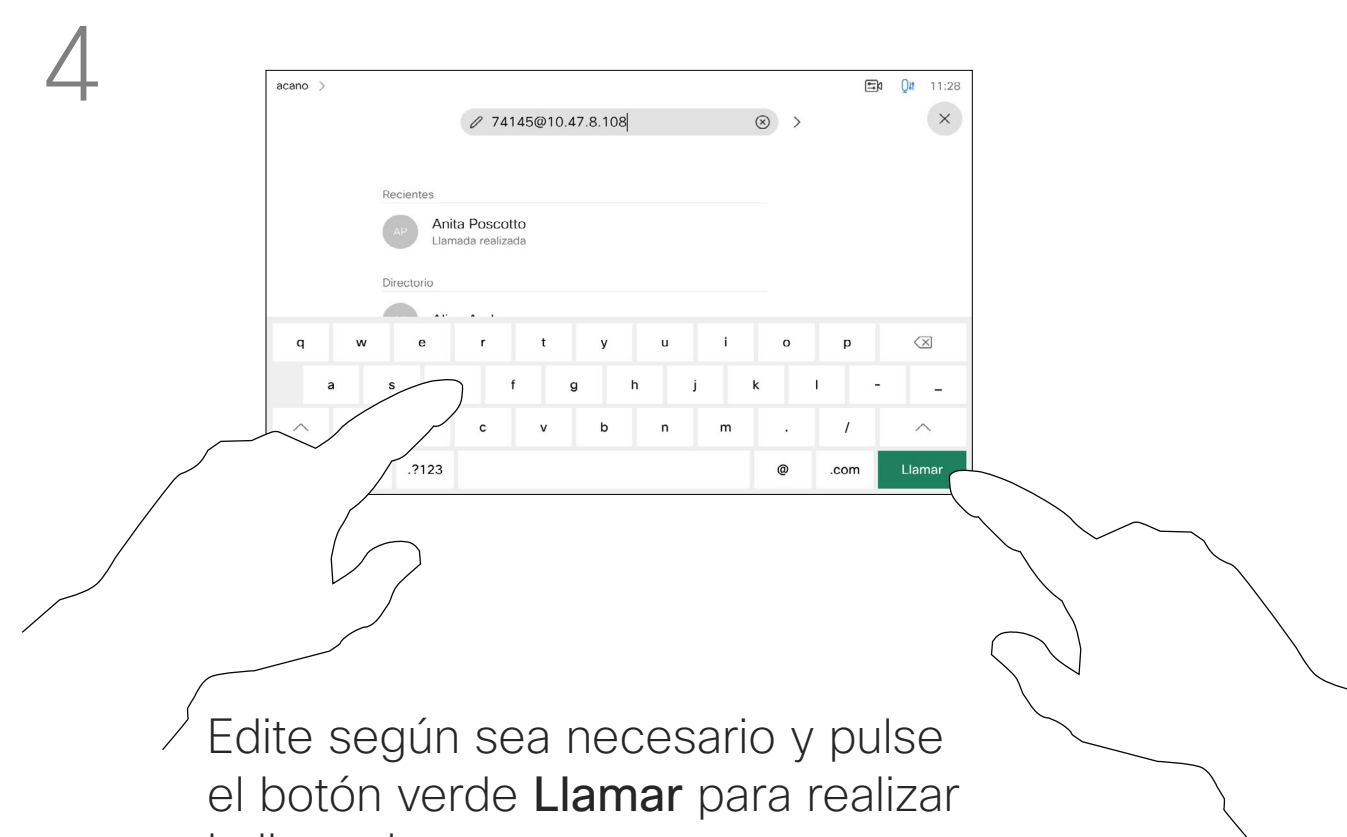 4
acano >
11:28
74145@10.47.8.108
Recientes
AP
Anita Poscotto
Llamada realizada
Directorio
q w e r t y u i o p
a s f g h j k l - _
c v b n m . /
.?123 @ .com Llamar
Edite según sea necesario y pulse
el botón verde Llamar para realizar